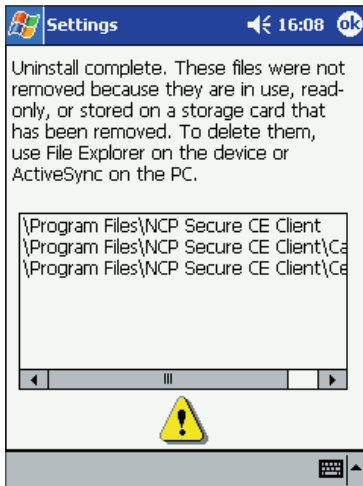 Settings 16:08 ok
Uninstall complete. These files were not
removed because they are in use, read-
only, or stored on a storage card that
has been removed. To delete them,
use File Explorer on the device or
ActiveSync on the PC.
\Program Files\NCP Secure CE Client
\Program Files\NCP Secure CE Client\Ca
\Program Files\NCP Secure CE Client\Ce